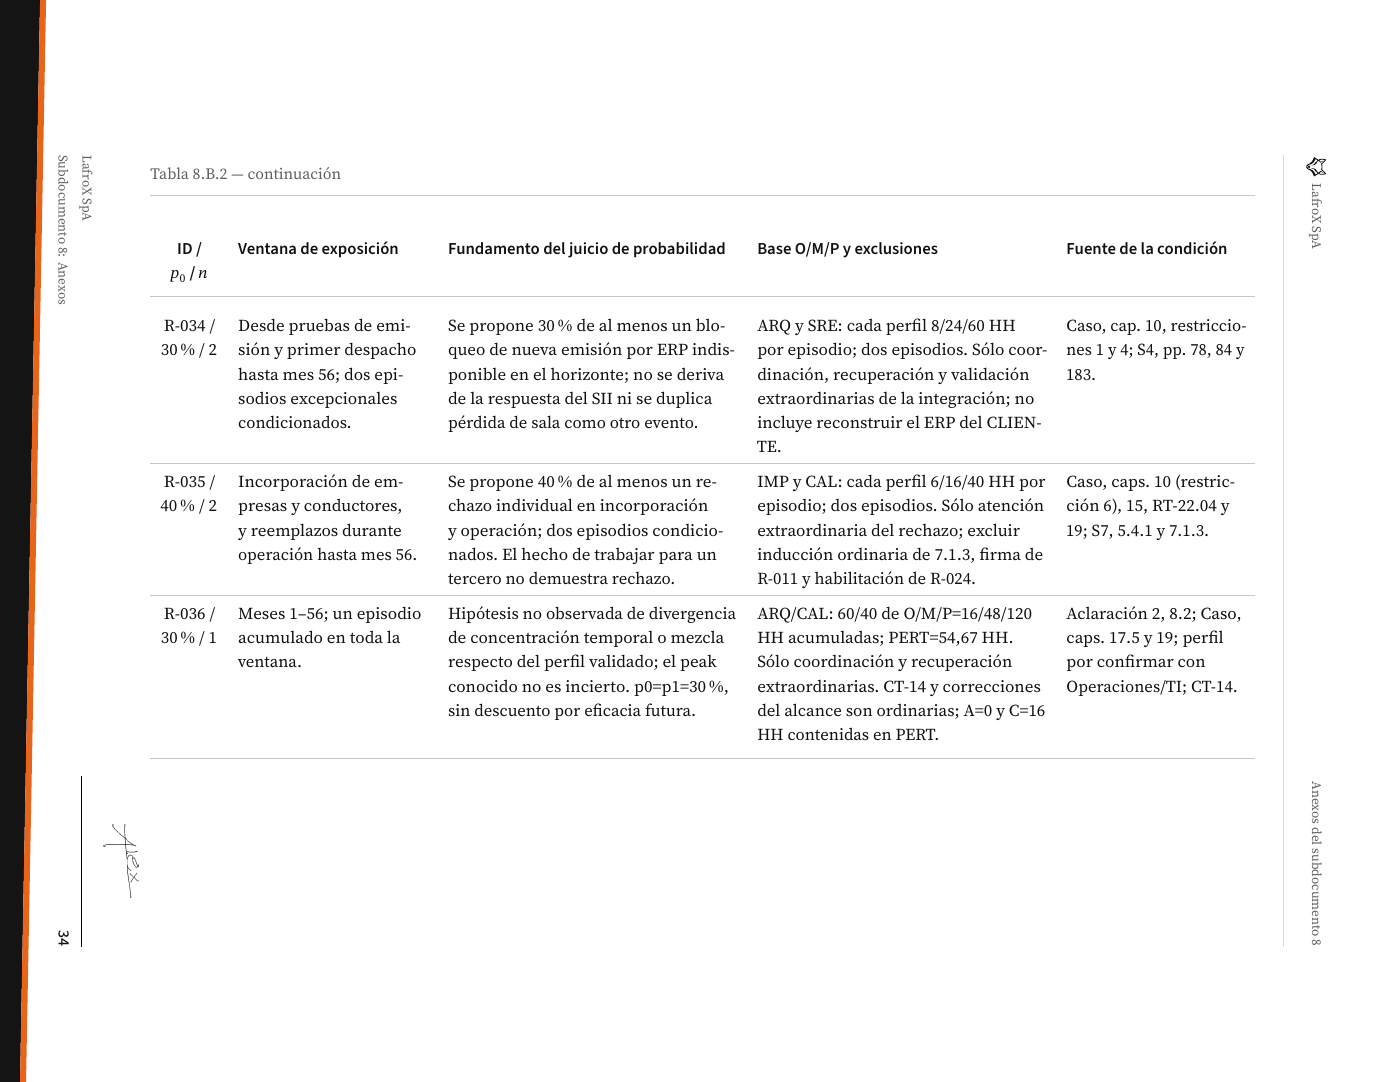 Tabla 8.B.2 — continuación
ID / p0 / n
Ventana de exposición
Fundamento del juicio de probabilidad
Base O/M/P y exclusiones
Fuente de la condición
R-034 /
30 % / 2
Desde pruebas de emi-
sión y primer despacho
hasta mes 56; dos epi-
sodios excepcionales
condicionados.
Se propone 30 % de al menos un blo-
queo de nueva emisión por ERP indis-
ponible en el horizonte; no se deriva
de la respuesta del SII ni se duplica
pérdida de sala como otro evento.
ARQ y SRE: cada perfil 8/24/60 HH
por episodio; dos episodios. Sólo coor-
dinación, recuperación y validación
extraordinarias de la integración; no
incluye reconstruir el ERP del CLIEN-
TE.
Caso, cap. 10, restriccio-
nes 1 y 4; S4, pp. 78, 84 y
183.
R-035 /
40 % / 2
Incorporación de em-
presas y conductores,
y reemplazos durante
operación hasta mes 56.
Se propone 40 % de al menos un re-
chazo individual en incorporación
y operación; dos episodios condicio-
nados. El hecho de trabajar para un
tercero no demuestra rechazo.
IMP y CAL: cada perfil 6/16/40 HH por
episodio; dos episodios. Sólo atención
extraordinaria del rechazo; excluir
inducción ordinaria de 7.1.3, firma de
R-011 y habilitación de R-024.
Caso, caps. 10 (restric-
ción 6), 15, RT-22.04 y
19; S7, 5.4.1 y 7.1.3.
R-036 /
30 % / 1
Meses 1–56; un episodio
acumulado en toda la
ventana.
Hipótesis no observada de divergencia
de concentración temporal o mezcla
respecto del perfil validado; el peak
conocido no es incierto. p0=p1=30 %,
sin descuento por eficacia futura.
ARQ/CAL: 60/40 de O/M/P=16/48/120
HH acumuladas; PERT=54,67 HH.
Sólo coordinación y recuperación
extraordinarias. CT-14 y correcciones
del alcance son ordinarias; A=0 y C=16
HH contenidas en PERT.
Aclaración 2, 8.2; Caso,
caps. 17.5 y 19; perfil
por confirmar con
Operaciones/TI; CT-14.
LafroX SpA
Anexos del subdocumento 8
LafroX SpA
Subdocumento 8: Anexos
Aleix
34